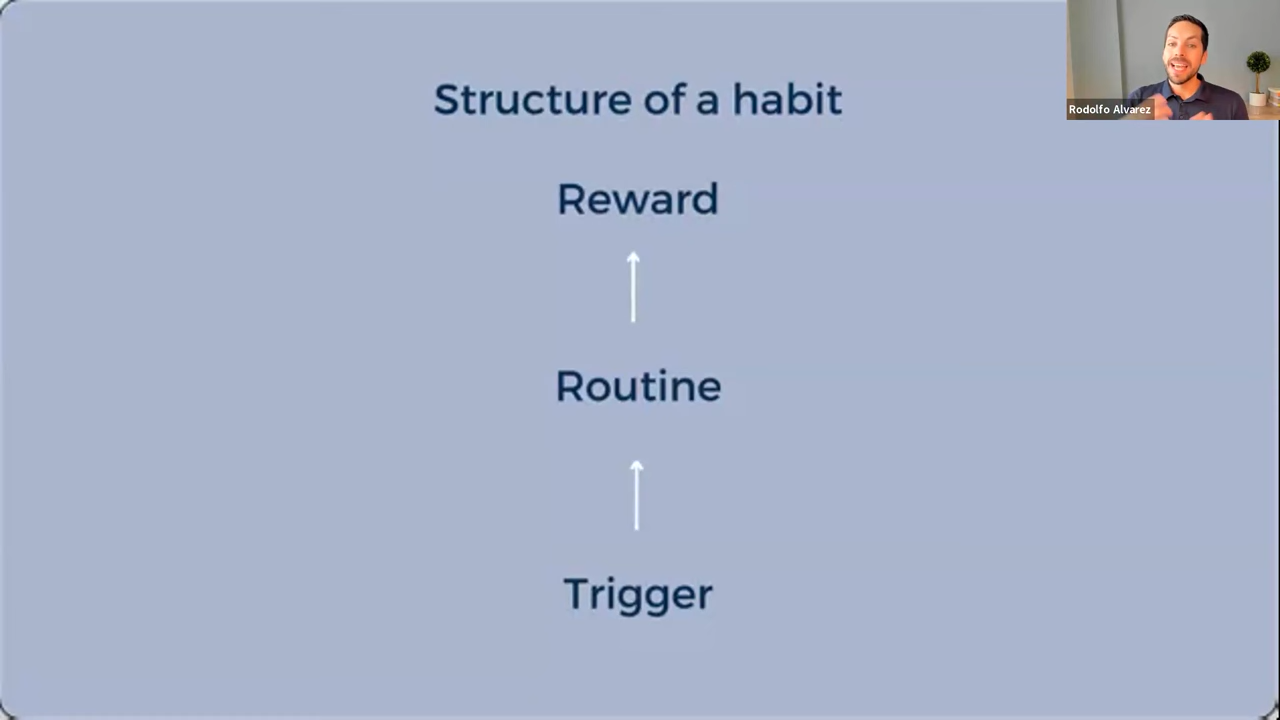 Structure of a habit
Reward
Rodolfo Alvarez
Routine
Trigger